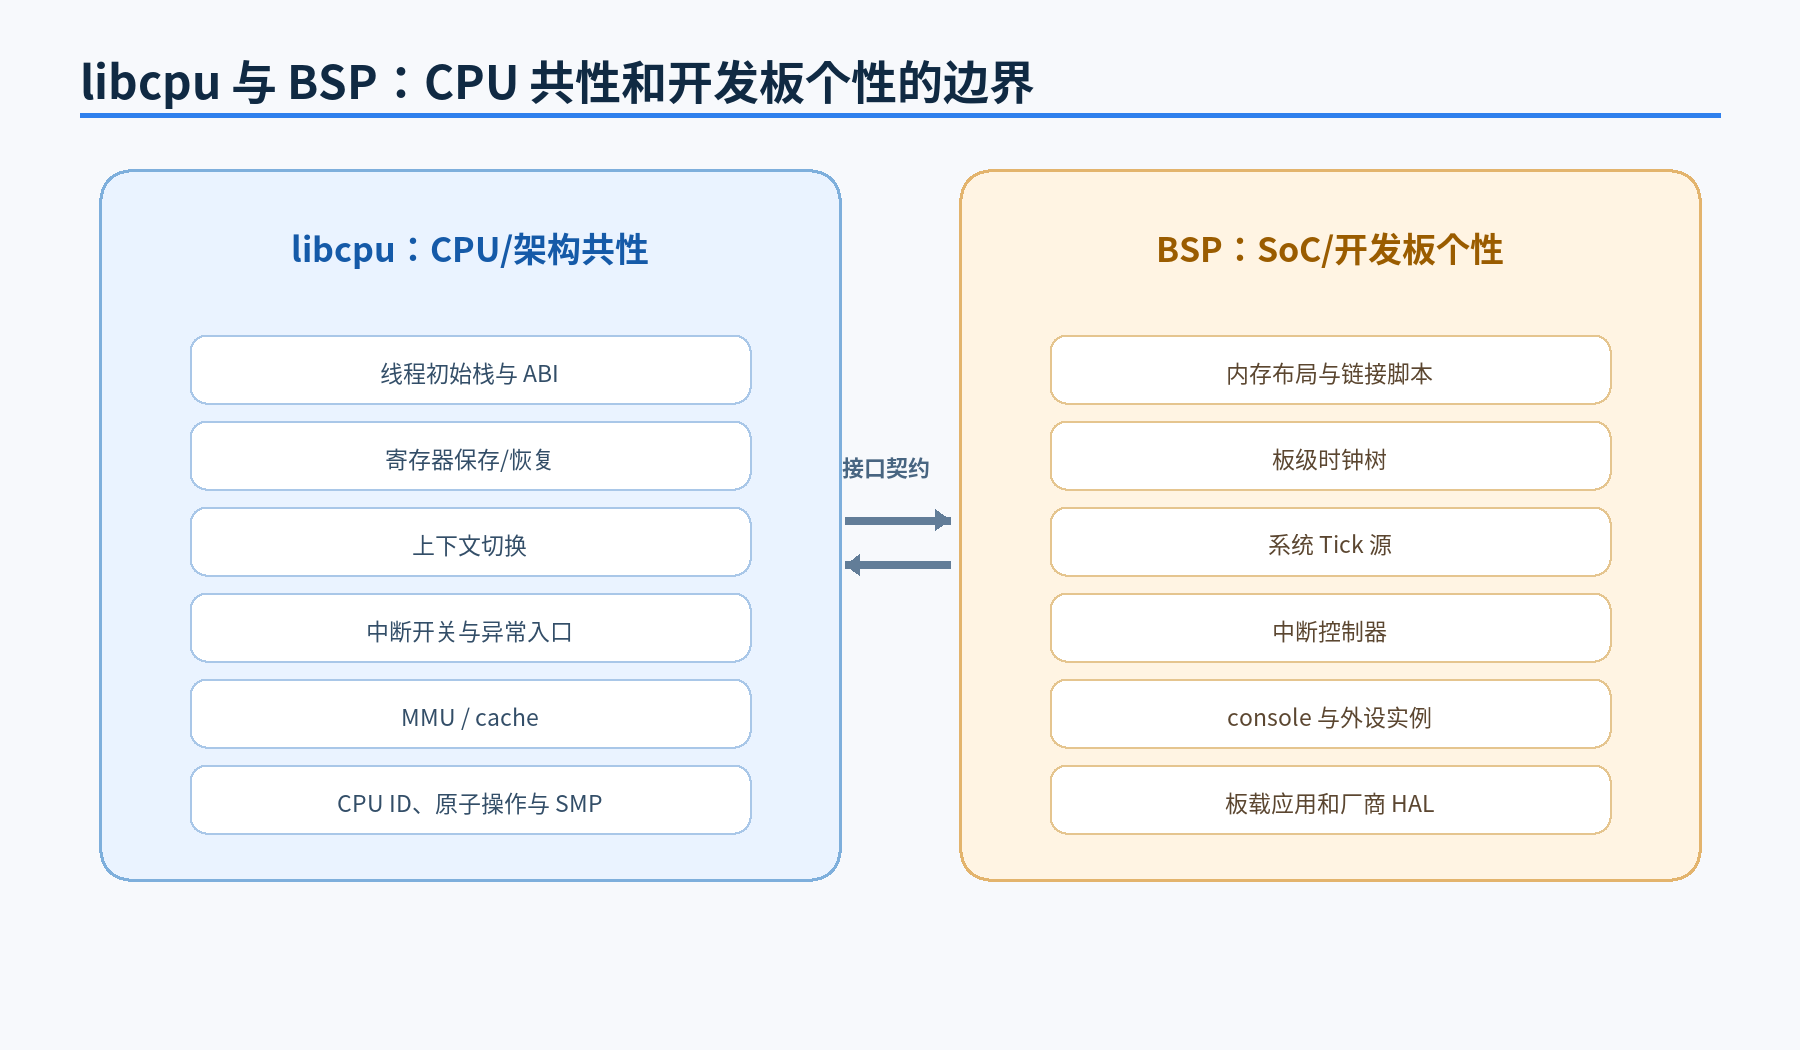 libcpu 与 BSP：CPU 共性和开发板个性的边界
libcpu：CPU/架构共性
线程初始栈与 ABI
寄存器保存/恢复
上下文切换
中断开关与异常入口
MMU / cache
CPU ID、原子操作与 SMP
接口契约
BSP：SoC/开发板个性
内存布局与链接脚本
板级时钟树
系统 Tick 源
中断控制器
console 与外设实例
板载应用和厂商 HAL